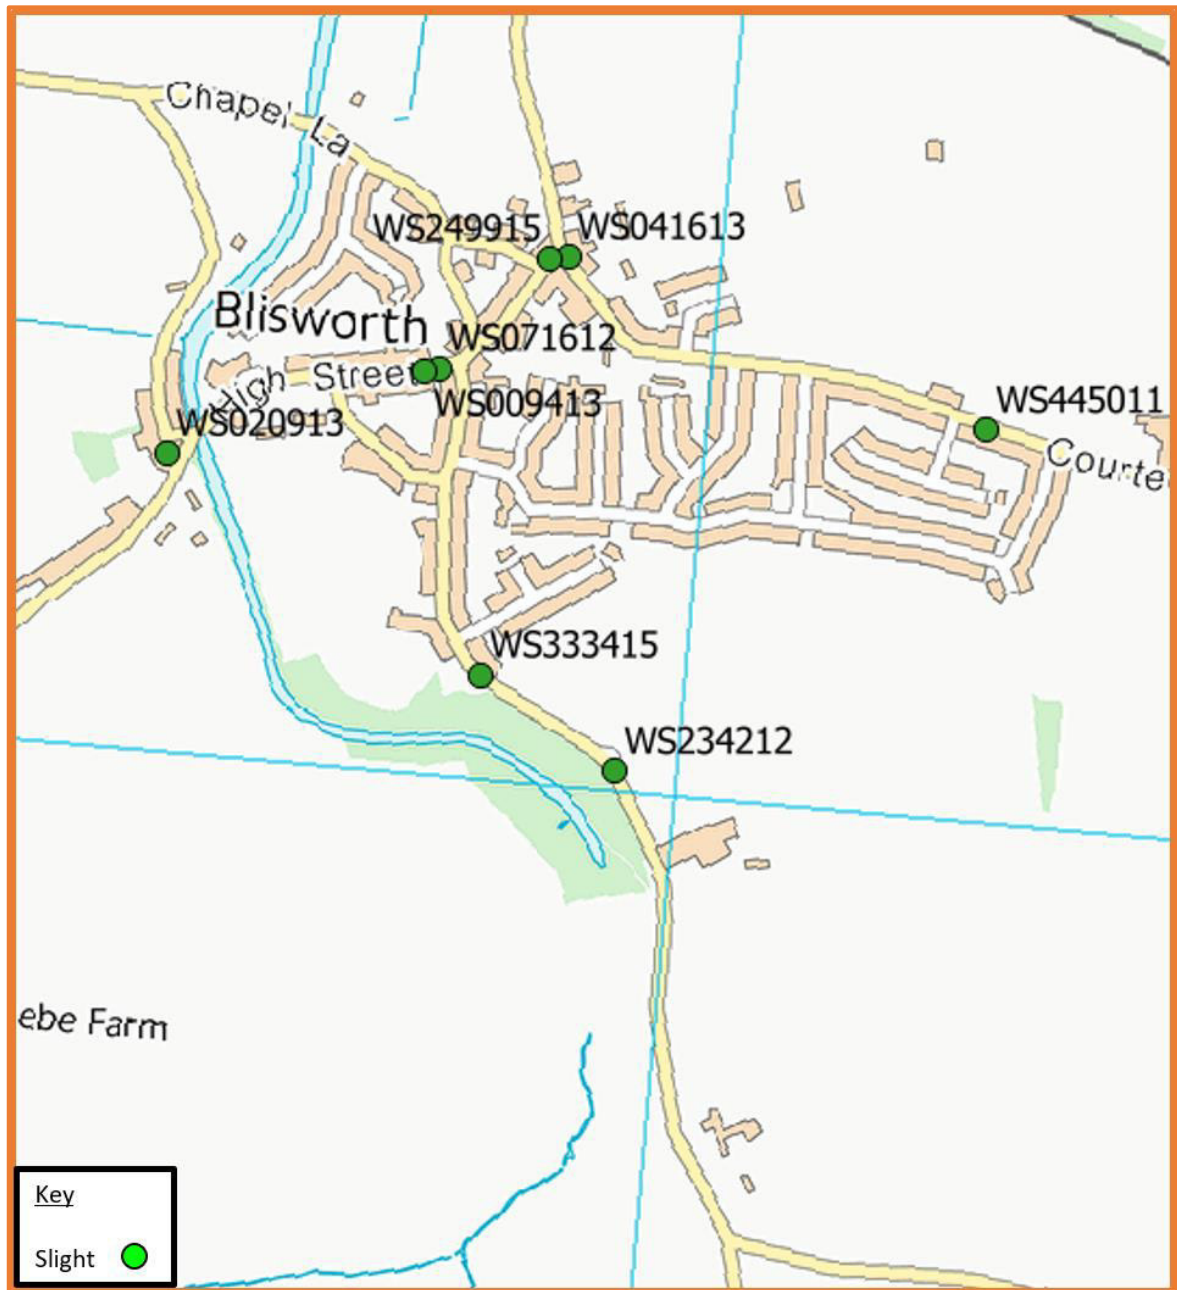 Chapel La
WS249915
WS041613
Blisworth
WS071612
High Street
WS009413
WS445011
WS020913
Courte
WS333415
WS234212
ebe Farm
Key
Slight